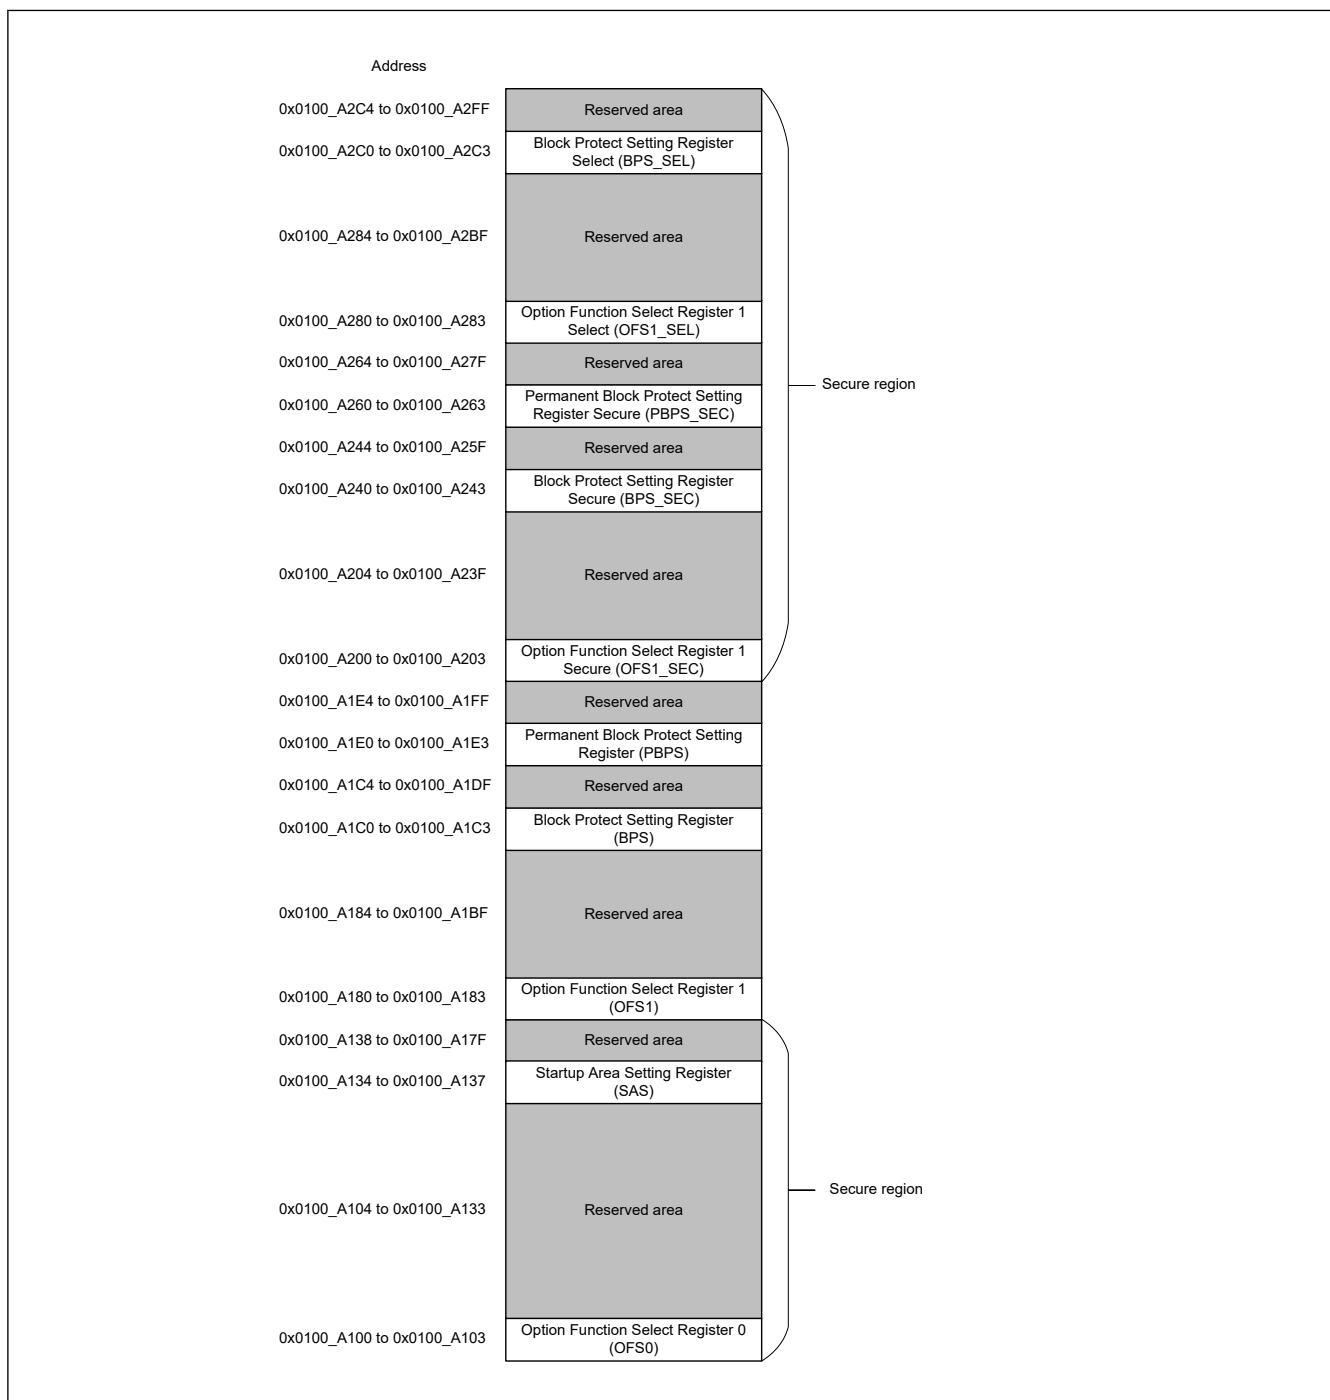 Address
0x0100_A2C4 to 0x0100_A2FF
Reserved area
0x0100_A2C0 to 0x0100_A2C3
Block Protect Setting Register
Select (BPS_SEL)
0x0100_A284 to 0x0100_A2BF
Reserved area
0x0100_A280 to 0x0100_A283
Option Function Select Register 1
Select (OFS1_SEL)
0x0100_A264 to 0x0100_A27F
Reserved area
Secure region
0x0100_A260 to 0x0100_A263
Permanent Block Protect Setting
Register Secure (PBPS_SEC)
0x0100_A244 to 0x0100_A25F
Reserved area
0x0100_A240 to 0x0100_A243
Block Protect Setting Register
Secure (BPS_SEC)
0x0100_A204 to 0x0100_A23F
Reserved area
0x0100_A200 to 0x0100_A203
Option Function Select Register 1
Secure (OFS1_SEC)
0x0100_A1E4 to 0x0100_A1FF
Reserved area
0x0100_A1E0 to 0x0100_A1E3
Permanent Block Protect Setting
Register (PBPS)
0x0100_A1C4 to 0x0100_A1DF
Reserved area
0x0100_A1C0 to 0x0100_A1C3
Block Protect Setting Register
(BPS)
0x0100_A184 to 0x0100_A1BF
Reserved area
0x0100_A180 to 0x0100_A183
Option Function Select Register 1
(OFS1)
0x0100_A138 to 0x0100_A17F
Reserved area
0x0100_A134 to 0x0100_A137
Startup Area Setting Register
(SAS)
Secure region
0x0100_A104 to 0x0100_A133
Reserved area
0x0100_A100 to 0x0100_A103
Option Function Select Register 0
(OFS0)